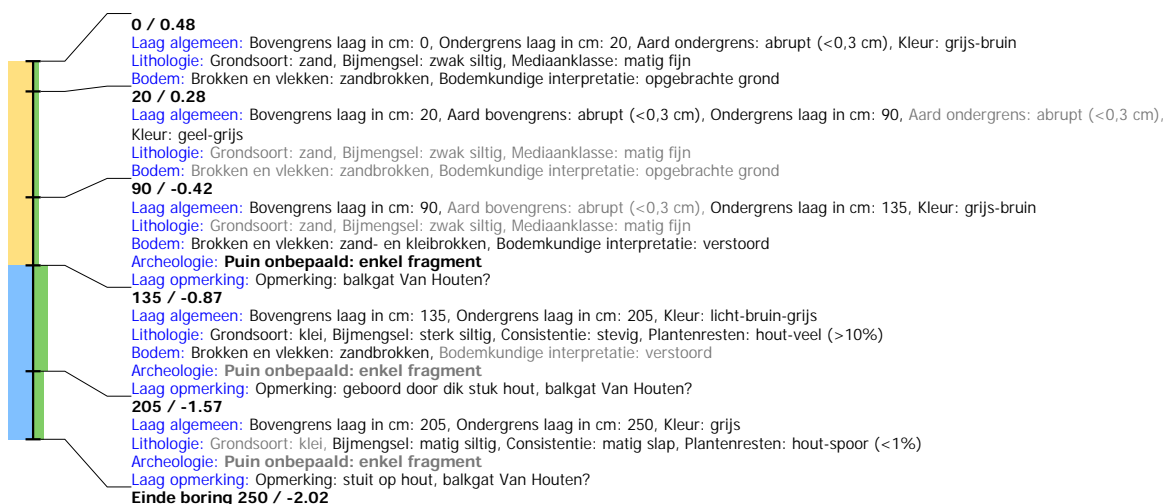 0 / 0.48
Laag algemeen: Bovengrens laag in cm: 0, Ondergrens laag in cm: 20, Aard ondergrens: abrupt (<0,3 cm), Kleur: grijs-bruin
Lithologie: Grondsoort: zand, Bijmengsel: zwak siltig, Mediaanklasse: matig fijn
Bodem: Brokken en vlekken: zandbrokken, Bodemkundige interpretatie: opgebrachte grond
20 / 0.28
Laag algemeen: Bovengrens laag in cm: 20, Aard bovengrens: abrupt (<0,3 cm), Ondergrens laag in cm: 90, Aard ondergrens: abrupt (<0,3 cm),
Kleur: geel-grijs
Lithologie: Grondsoort: zand, Bijmengsel: zwak siltig, Mediaanklasse: matig fijn
Bodem: Brokken en vlekken: zandbrokken, Bodemkundige interpretatie: opgebrachte grond
90 / -0.42
Laag algemeen: Bovengrens laag in cm: 90, Aard bovengrens: abrupt (<0,3 cm), Ondergrens laag in cm: 135, Kleur: grijs-bruin
Lithologie: Grondsoort: zand, Bijmengsel: zwak siltig, Mediaanklasse: matig fijn
Bodem: Brokken en vlekken: zand- en kleibrokken, Bodemkundige interpretatie: verstoord
Archeologie: Puin onbepaald: enkel fragment
Laag opmerking: Opmerking: balkgat Van Houten?
135 / -0.87
Laag algemeen: Bovengrens laag in cm: 135, Ondergrens laag in cm: 205, Kleur: licht-bruin-grijs
Lithologie: Grondsoort: klei, Bijmengsel: sterk siltig, Consistentie: stevig, Plantenresten: hout-veel (>10%)
Bodem: Brokken en vlekken: zandbrokken, Bodemkundige interpretatie: verstoord
Archeologie: Puin onbepaald: enkel fragment
Laag opmerking: Opmerking: geboord door dik stuk hout, balkgat Van Houten?
205 / -1.57
Laag algemeen: Bovengrens laag in cm: 205, Ondergrens laag in cm: 250, Kleur: grijs
Lithologie: Grondsoort: klei, Bijmengsel: matig siltig, Consistentie: matig slap, Plantenresten: hout-spoor (<1%)
Archeologie: Puin onbepaald: enkel fragment
Laag opmerking: Opmerking: stuit op hout, balkgat Van Houten?
Einde boring 250 / -2.02